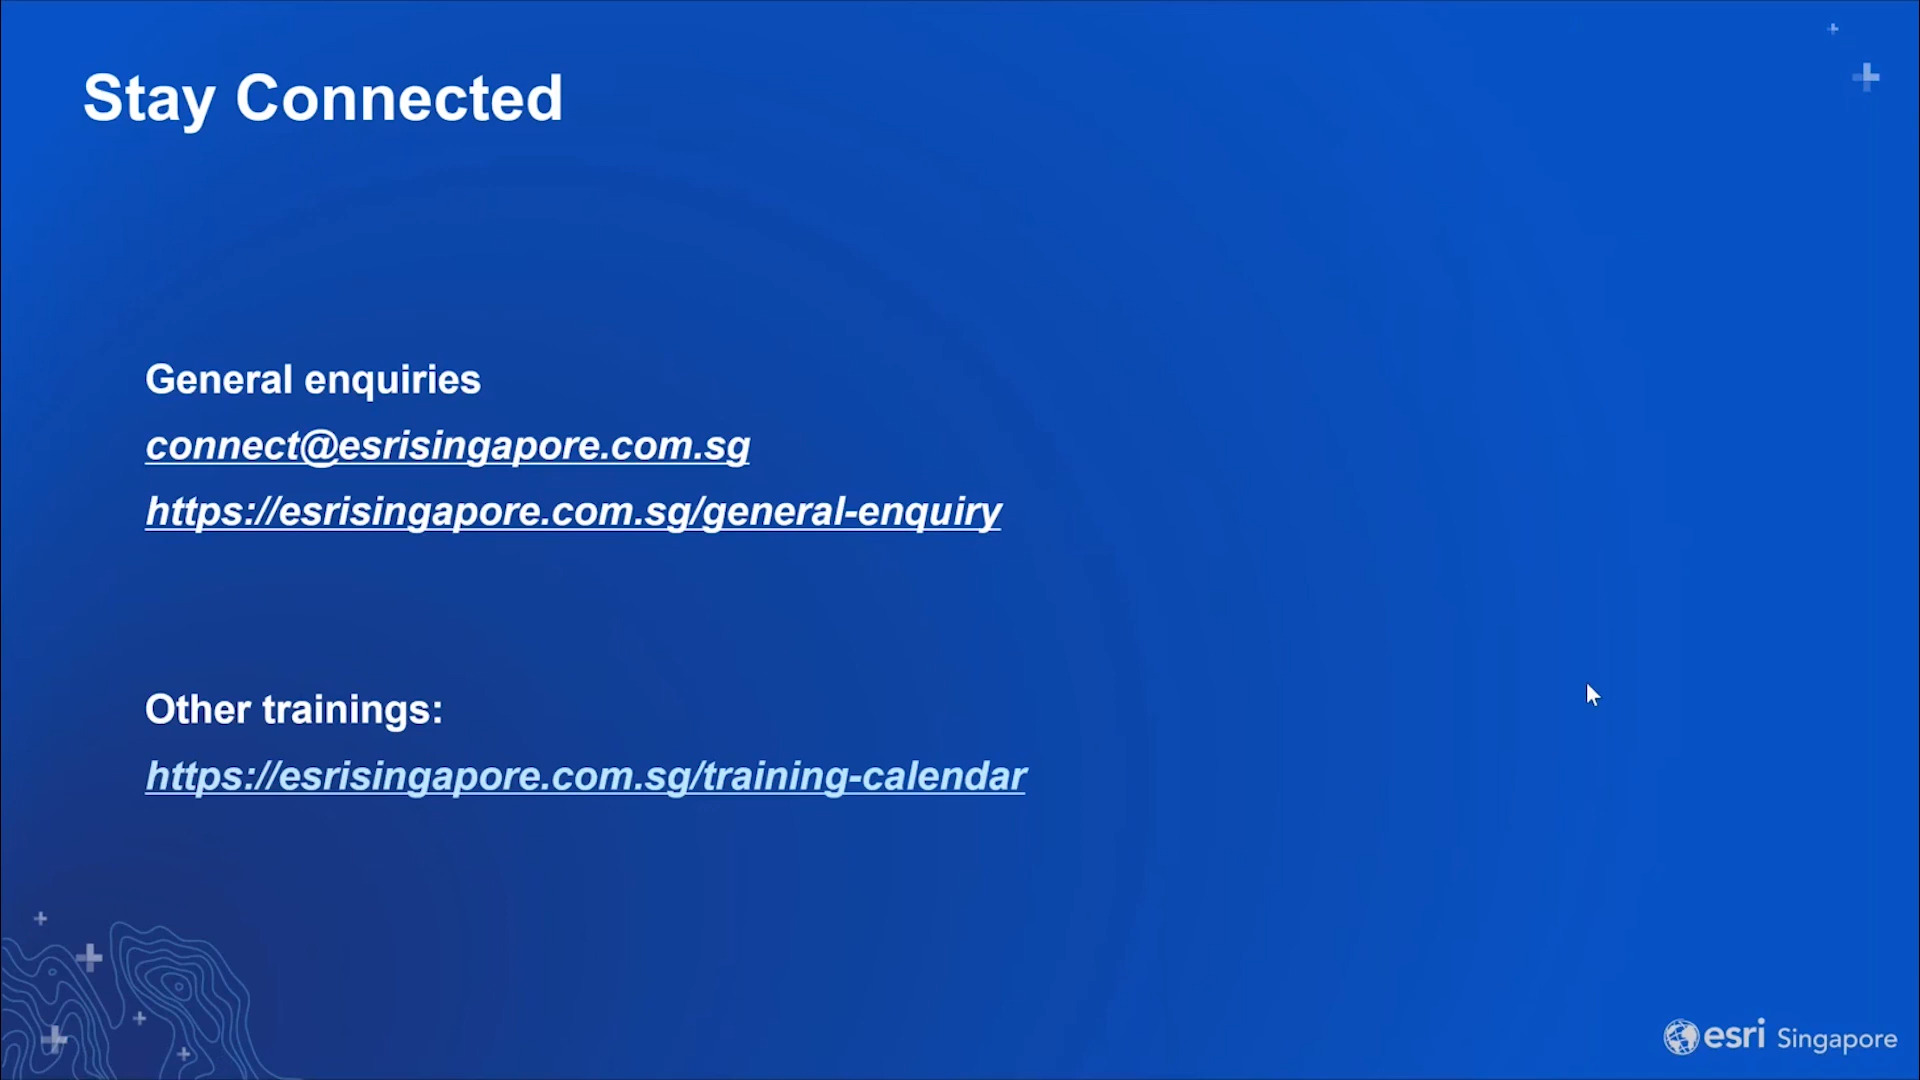 Stay Connected
General enquiries
connect@esrisingapore.com.sg
https://esrisingapore.com.sg/general-enquiry
Other trainings:
https://esrisingapore.com.sg/training-calendar
esri Singapore